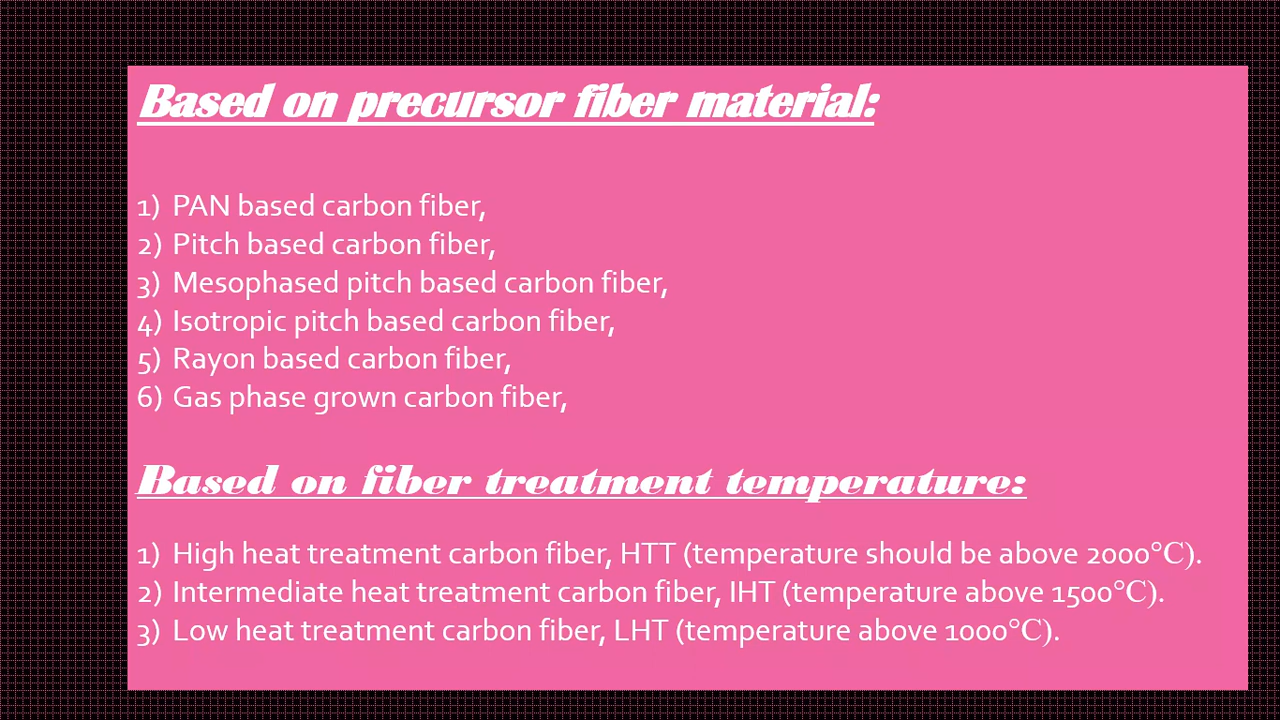 Based on precursor fiber material:
1) PAN based carbon fiber,
2) Pitch based carbon fiber,
3) Mesophased pitch based carbon fiber,
4) Isotropic pitch based carbon fiber,
5) Rayon based carbon fiber,
6) Gas phase grown carbon fiber,
Based on fiber treatment temperature:
1) High heat treatment carbon fiber, HTT (temperature should be above 2000°C).
2) Intermediate heat treatment carbon fiber, IHT (temperature above 1500°C).
3) Low heat treatment carbon fiber, LHT (temperature above 1000°C).